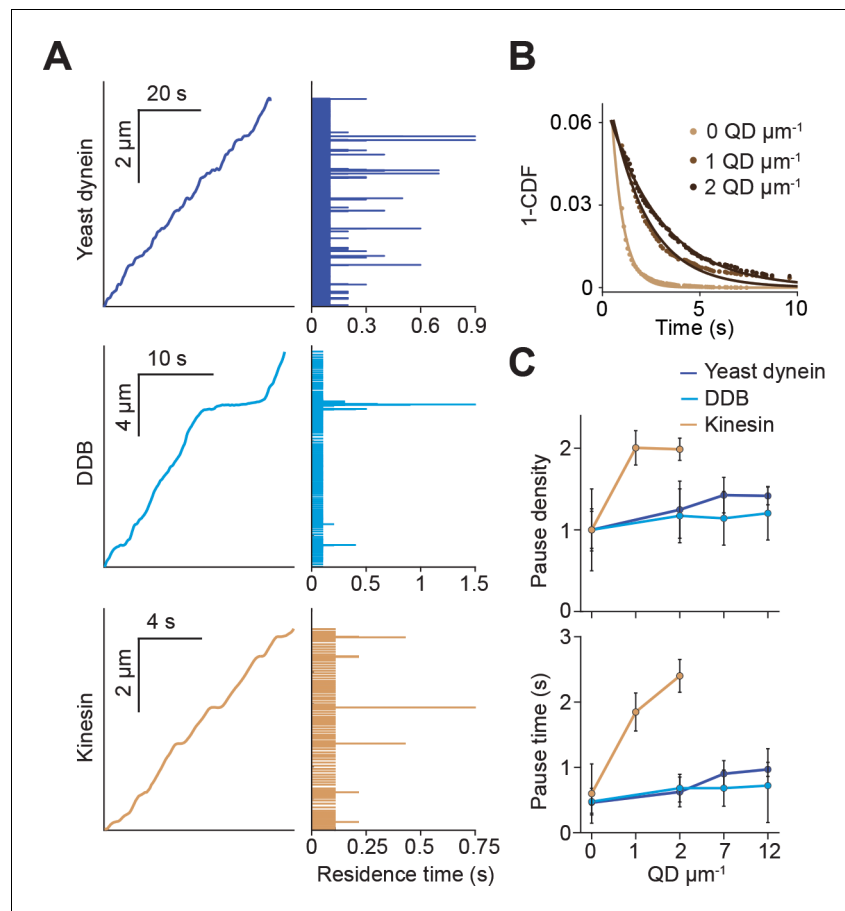 A
20 s
2 µm
Yeast dynein
0 0.3 0.6 0.9
10 s
4 µm
DDB
0 0.5 1 1.5
4 s
2 µm
Kinesin
0 0.25 0.5 0.75
Residence time (s)
B
0.06
0.03
0
1-CDF
0 QD µm⁻¹
1 QD µm⁻¹
2 QD µm⁻¹
0 5 10
Time (s)
C
Yeast dynein
DDB
Kinesin
2
1
0
Pause density
3
2
1
0
Pause time (s)
0 1 2 7 12
QD µm⁻¹